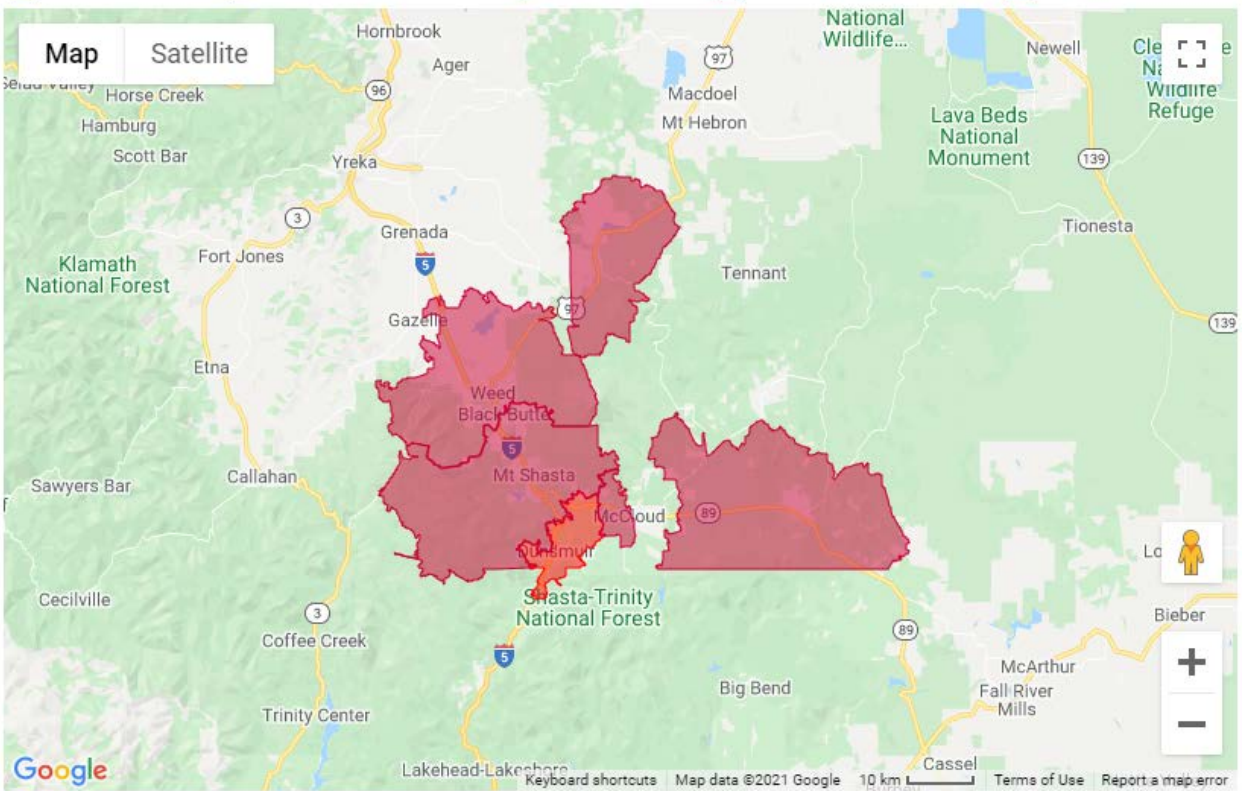 Map
Satellite
Hornbrook
National
Wildlife...
97
Newell
Ager
96
Seiad Valley
Horse Creek
Macdoel
Wildlife
Refuge
Hamburg
Mt Hebron
Lava Beds
National
Monument
Scott Bar
Yreka
139
3
Tionesta
Grenada
Fort Jones
5
Klamath
National Forest
Tennant
97
Gazelle
139
Etna
Weed
Black Butte
5
Callahan
Mt Shasta
Sawyers Bar
McCloud
89
Dunsmuir
Cecilville
Shasta-Trinity
National Forest
3
Bieber
Coffee Creek
89
5
McArthur
Big Bend
Fall River
Mills
Trinity Center
Google
Lakehead-Lakeshore
Cassel
Keyboard shortcuts
Map data ©2021 Google
10 km
Terms of Use
Report a map error